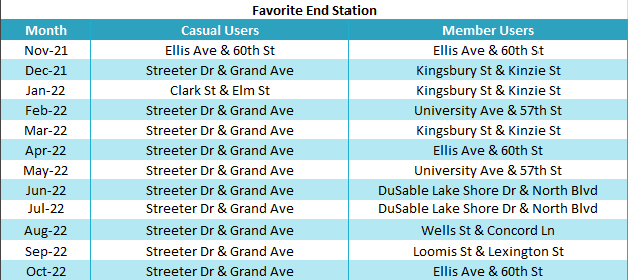 Favorite End Station
Month Casual Users Member Users
Nov-21 Ellis Ave & 60th St Ellis Ave & 60th St
Dec-21 Streeter Dr & Grand Ave Kingsbury St & Kinzie St
Jan-22 Clark St & Elm St Kingsbury St & Kinzie St
Feb-22 Streeter Dr & Grand Ave University Ave & 57th St
Mar-22 Streeter Dr & Grand Ave Kingsbury St & Kinzie St
Apr-22 Streeter Dr & Grand Ave Ellis Ave & 60th St
May-22 Streeter Dr & Grand Ave University Ave & 57th St
Jun-22 Streeter Dr & Grand Ave DuSable Lake Shore Dr & North Blvd
Jul-22 Streeter Dr & Grand Ave DuSable Lake Shore Dr & North Blvd
Aug-22 Streeter Dr & Grand Ave Wells St & Concord Ln
Sep-22 Streeter Dr & Grand Ave Loomis St & Lexington St
Oct-22 Streeter Dr & Grand Ave Ellis Ave & 60th St